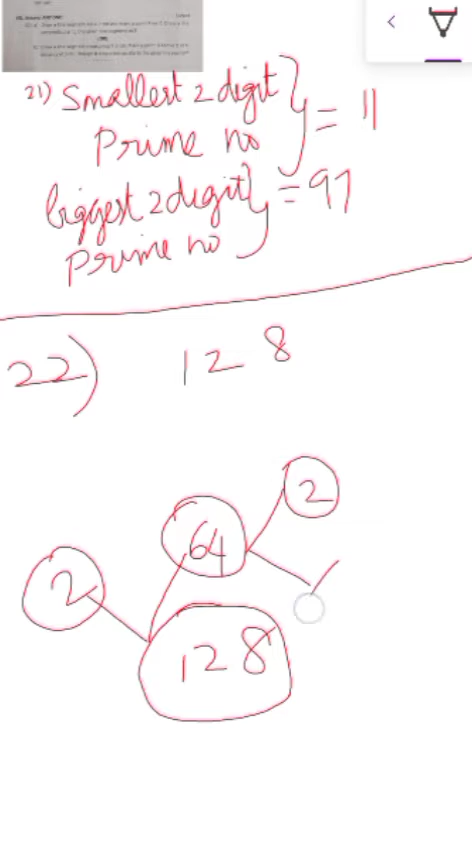 21) Smallest 2 digit
Prime no } = 11
biggest 2 digit
Prime no } = 97
22) 128
2
64
2
128